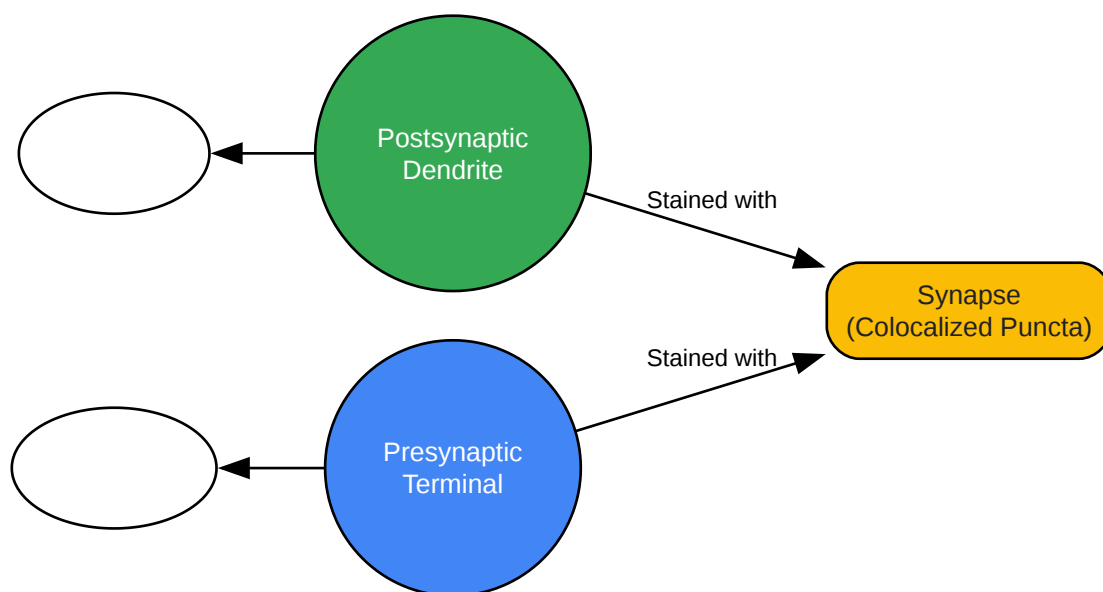 Postsynaptic
Dendrite
Stained with
Synapse
(Colocalized Puncta)
Stained with
Presynaptic
Terminal